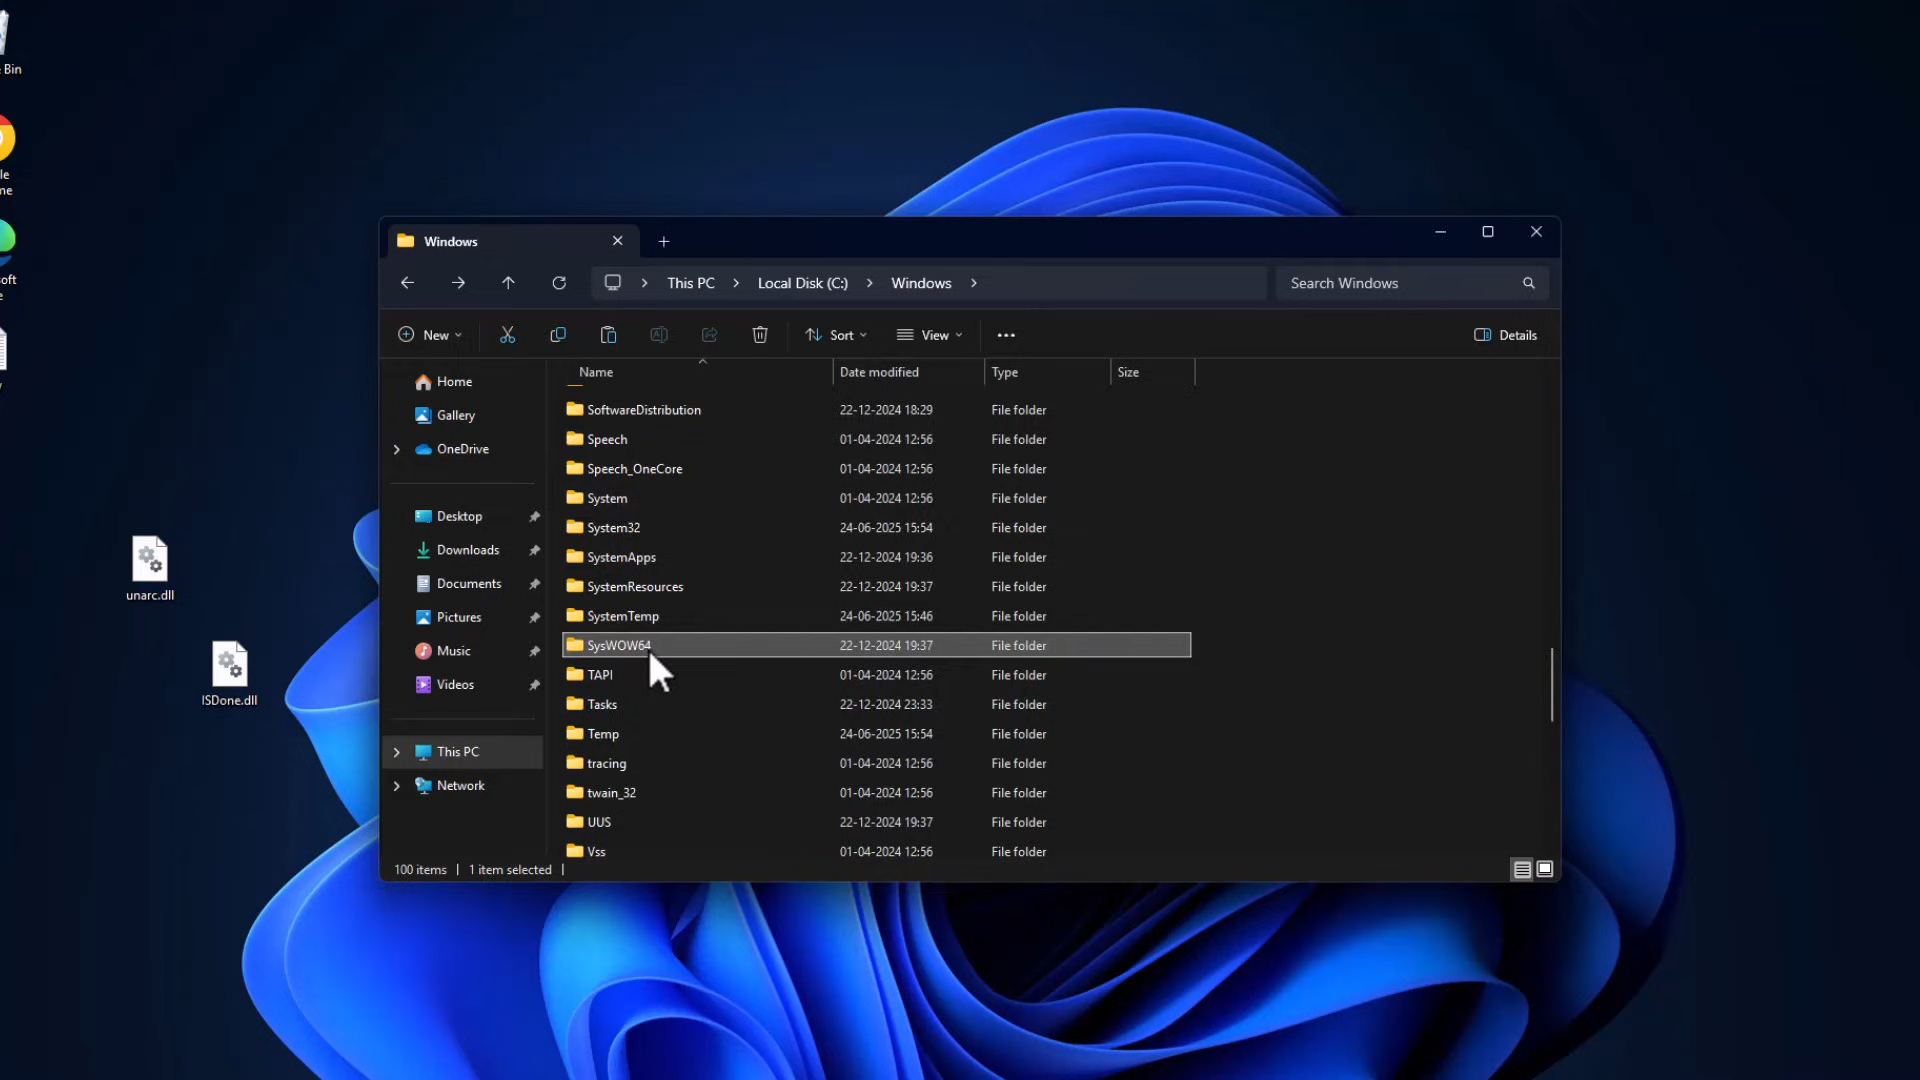 Bin
le
me
soft
e
y
unarc.dll
ISDone.dll
Windows
This PC
Local Disk (C:)
Windows
Search Windows
New
Sort
View
Details
Home
Gallery
OneDrive
Desktop
Downloads
Documents
Pictures
Music
Videos
This PC
Network
Name Date modified Type Size
SoftwareDistribution 22-12-2024 18:29 File folder
Speech 01-04-2024 12:56 File folder
Speech_OneCore 01-04-2024 12:56 File folder
System 01-04-2024 12:56 File folder
System32 24-06-2025 15:54 File folder
SystemApps 22-12-2024 19:36 File folder
SystemResources 22-12-2024 19:37 File folder
SystemTemp 24-06-2025 15:46 File folder
SysWOW64 22-12-2024 19:37 File folder
TAPI 01-04-2024 12:56 File folder
Tasks 22-12-2024 23:33 File folder
Temp 24-06-2025 15:54 File folder
tracing 01-04-2024 12:56 File folder
twain_32 01-04-2024 12:56 File folder
UUS 22-12-2024 19:37 File folder
Vss 01-04-2024 12:56 File folder
100 items
1 item selected